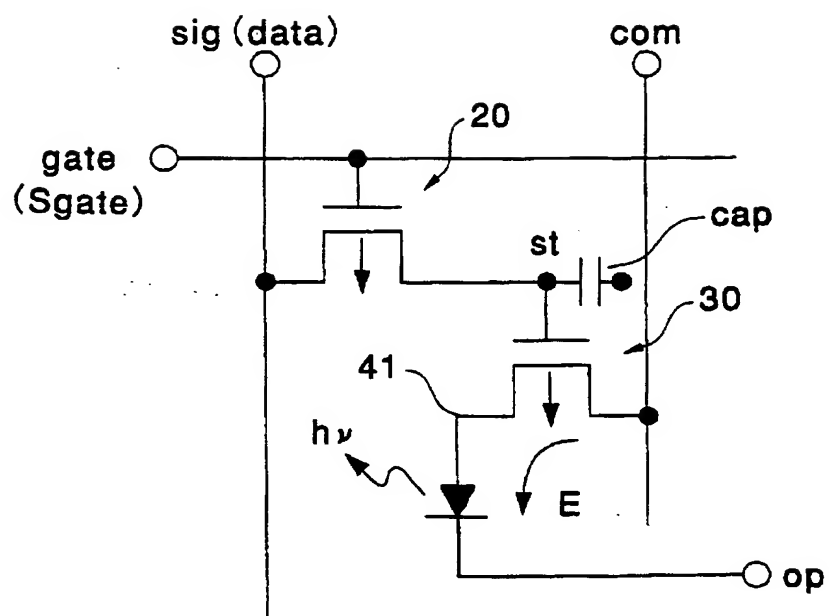 sig (data)
com
20
gate
(Sgate)
cap
st
30
41
hν
E
op